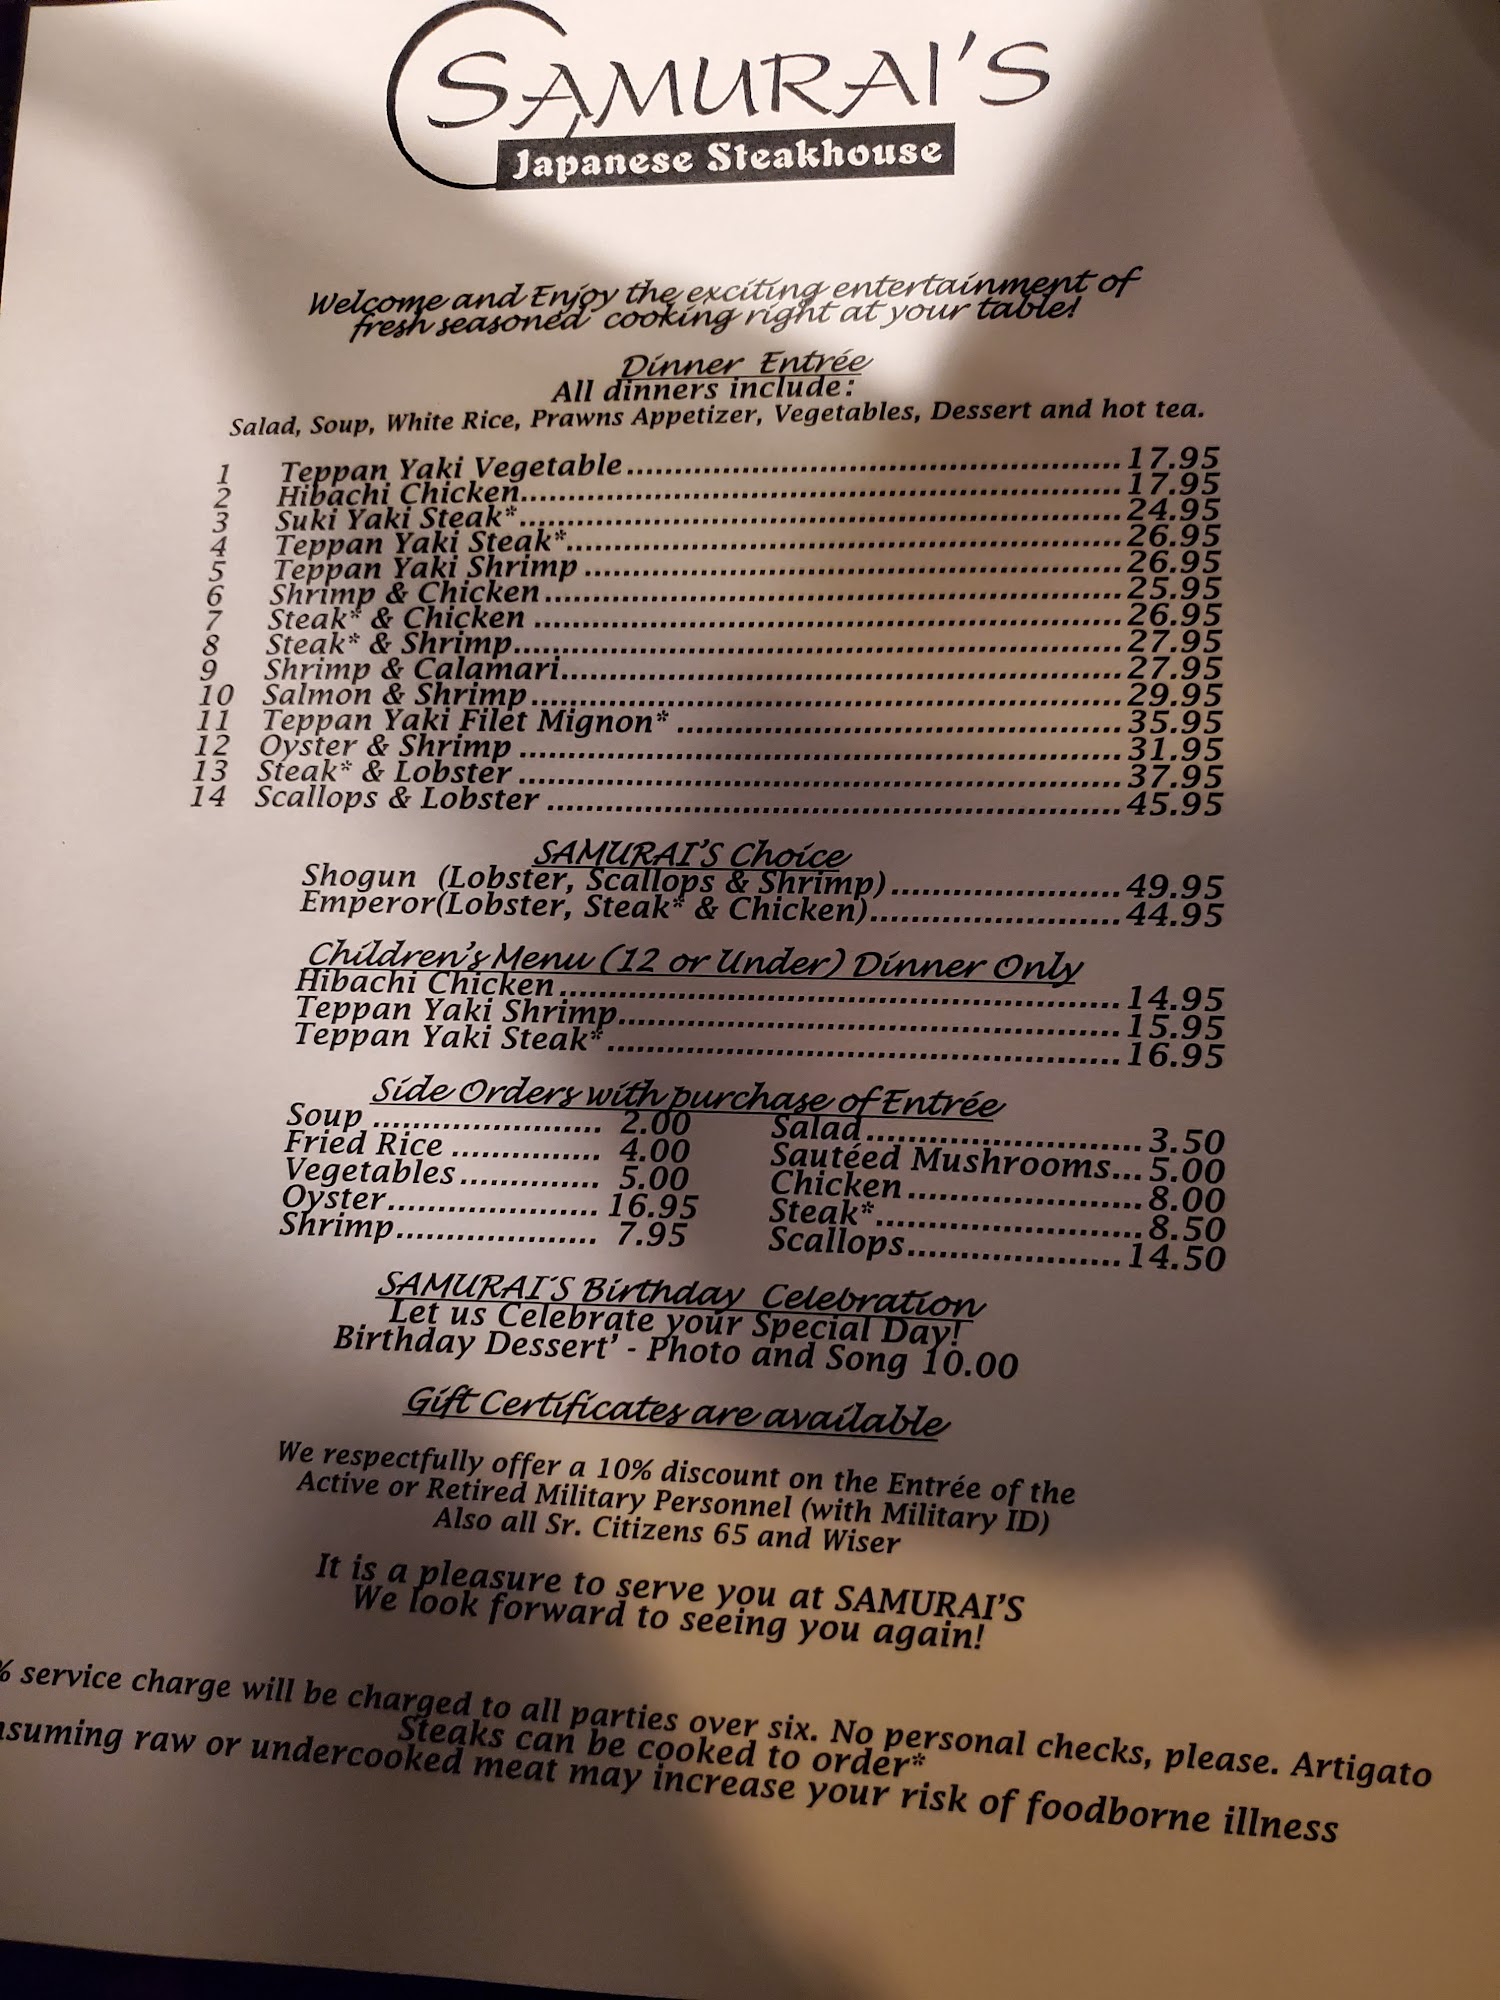 SAMURAI'S
Japanese Steakhouse
Welcome and Enjoy the exciting entertainment of
fresh seasoned cooking right at your table!
Dinner Entrée
All dinners include:
Salad, Soup, White Rice, Prawns Appetizer, Vegetables, Dessert and hot tea.
1 Teppan Yaki Vegetable 17.95
2 Hibachi Chicken 17.95
3 Suki Yaki Steak* 24.95
4 Teppan Yaki Steak* 26.95
5 Teppan Yaki Shrimp 26.95
6 Shrimp & Chicken 25.95
7 Steak* & Chicken 26.95
8 Steak* & Shrimp 27.95
9 Shrimp & Calamari 27.95
10 Salmon & Shrimp 29.95
11 Teppan Yaki Filet Mignon* 35.95
12 Oyster & Shrimp 31.95
13 Steak* & Lobster 37.95
14 Scallops & Lobster 45.95
SAMURAI'S Choice
Shogun (Lobster, Scallops & Shrimp) 49.95
Emperor(Lobster, Steak* & Chicken) 44.95
Children's Menu (12 or Under) Dinner Only
Hibachi Chicken 14.95
Teppan Yaki Shrimp 15.95
Teppan Yaki Steak* 16.95
Side Orders with purchase of Entrée
Soup 2.00 Salad 3.50
Fried Rice 4.00 Sautéed Mushrooms 5.00
Vegetables 5.00 Chicken 8.00
Oyster 16.95 Steak* 8.50
Shrimp 7.95 Scallops 14.50
SAMURAI'S Birthday Celebration
Let us Celebrate your Special Day!
Birthday Dessert' - Photo and Song 10.00
Gift Certificates are available
We respectfully offer a 10% discount on the Entrée of the
Active or Retired Military Personnel (with Military ID)
Also all Sr. Citizens 65 and Wiser
It is a pleasure to serve you at SAMURAI'S
We look forward to seeing you again!
% service charge will be charged to all parties over six. No personal checks, please. Artigato
Steaks can be cooked to order*
nsuming raw or undercooked meat may increase your risk of foodborne illness